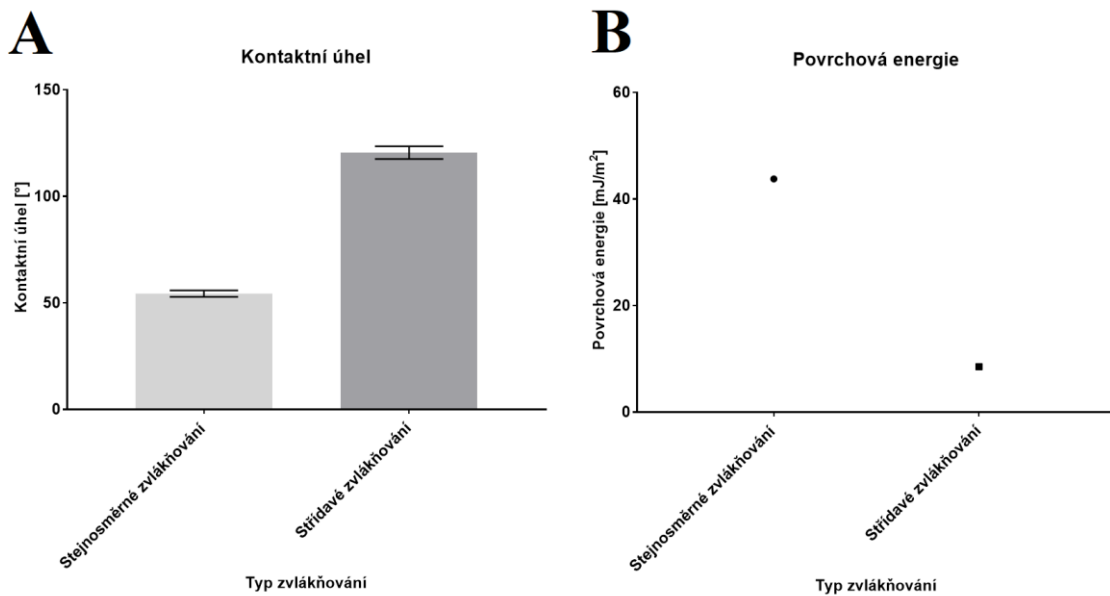 A
Kontaktní úhel
Kontaktní úhel [°]
150
100
50
0
Stejnosměrné zvlákňování
Střídavé zvlákňování
Typ zvlákňování
B
Povrchová energie
Povrchová energie [mJ/m²]
60
40
20
0
Stejnosměrné zvlákňování
Střídavé zvlákňování
Typ zvlákňování